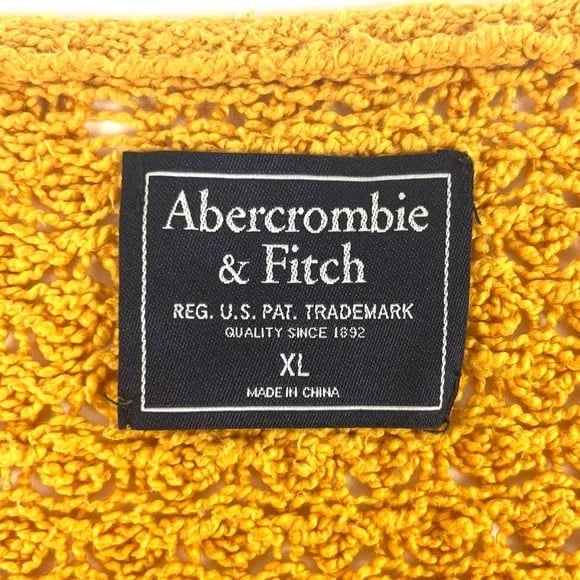 Abercrombie
& Fitch
REG. U.S. PAT. TRADEMARK
QUALITY SINCE 1892
XL
MADE IN CHINA